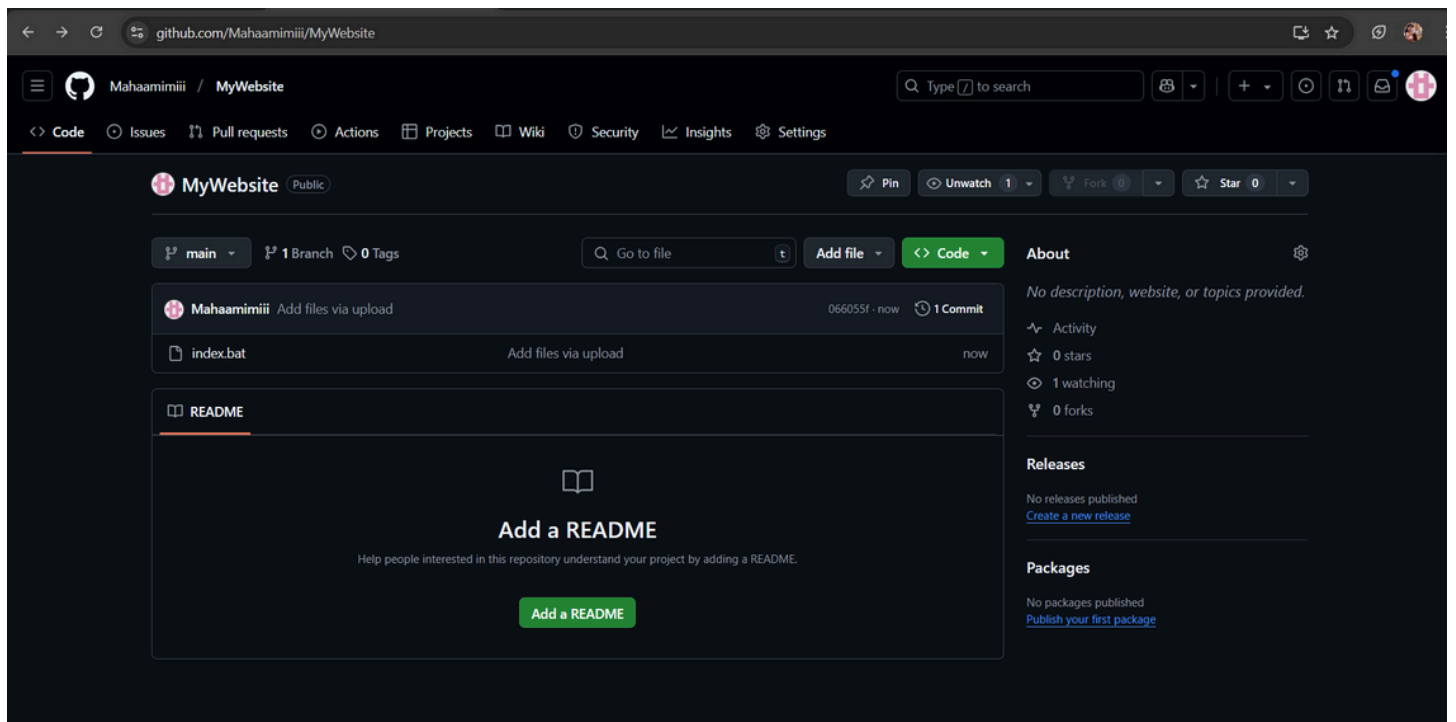 github.com/Mahaamimiii/MyWebsite
Mahaamimiii / MyWebsite
Type / to search
Code Issues Pull requests Actions Projects Wiki Security Insights Settings
MyWebsite Public
Pin Unwatch 1 Fork 0 Star 0
main 1 Branch 0 Tags Go to file t Add file Code
Mahaamimiii Add files via upload 066055f · now 1 Commit
index.bat Add files via upload now
README
Add a README
Help people interested in this repository understand your project by adding a README.
Add a README
About
No description, website, or topics provided.
Activity
0 stars
1 watching
0 forks
Releases
No releases published
Create a new release
Packages
No packages published
Publish your first package